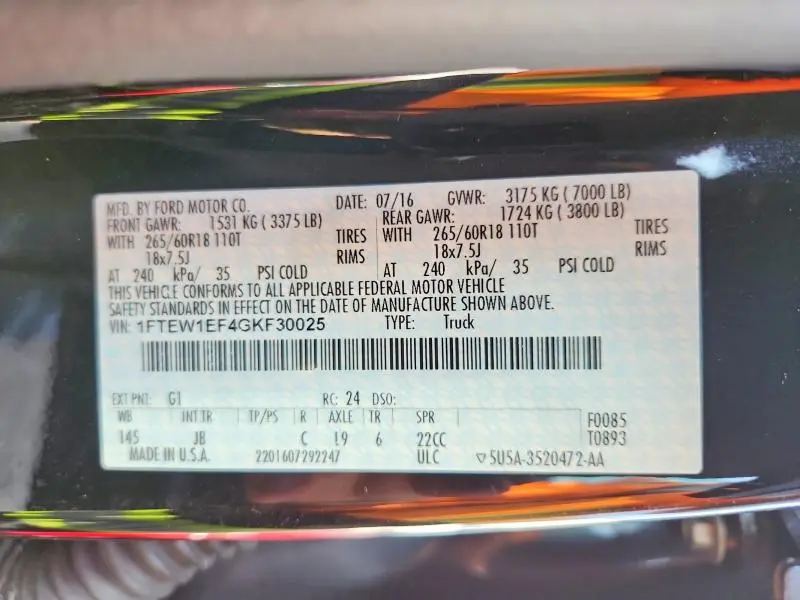 MFD. BY FORD MOTOR CO. DATE: 07/16 GVWR: 3175 KG ( 7000 LB)
FRONT GAWR: 1531 KG ( 3375 LB) REAR GAWR: 1724 KG ( 3800 LB)
WITH 265/60R18 110T TIRES WITH 265/60R18 110T TIRES
18x7.5J RIMS 18x7.5J RIMS
AT 240 kPa/ 35 PSI COLD AT 240 kPa/ 35 PSI COLD
THIS VEHICLE CONFORMS TO ALL APPLICABLE FEDERAL MOTOR VEHICLE
SAFETY STANDARDS IN EFFECT ON THE DATE OF MANUFACTURE SHOWN ABOVE.
VIN: 1FTEW1EF4GKF30025 TYPE: Truck
EXT PNT: G1 RC: 24 DSO:
WB INT TR TP/PS R AXLE TR SPR F0085
145 JB C L9 6 22CC T0893
MADE IN U.S.A. 2201607292247 ULC 5U5A-3520472-AA